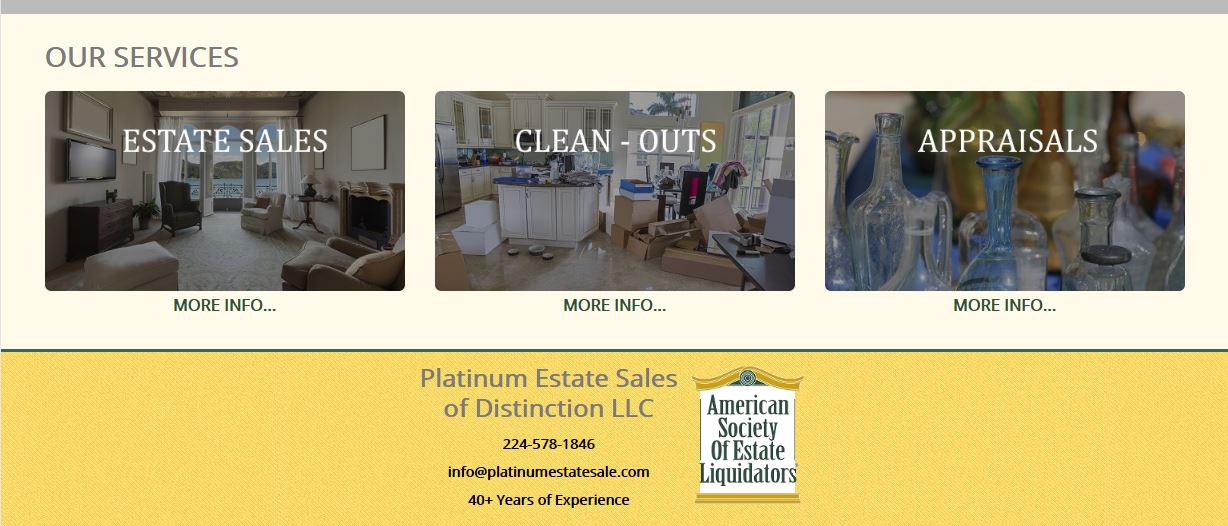 OUR SERVICES
ESTATE SALES
CLEAN - OUTS
APPRAISALS
MORE INFO...
MORE INFO...
MORE INFO...
Platinum Estate Sales
of Distinction LLC
224-578-1846
info@platinumestatesale.com
40+ Years of Experience
American
Society
Of Estate
Liquidators®